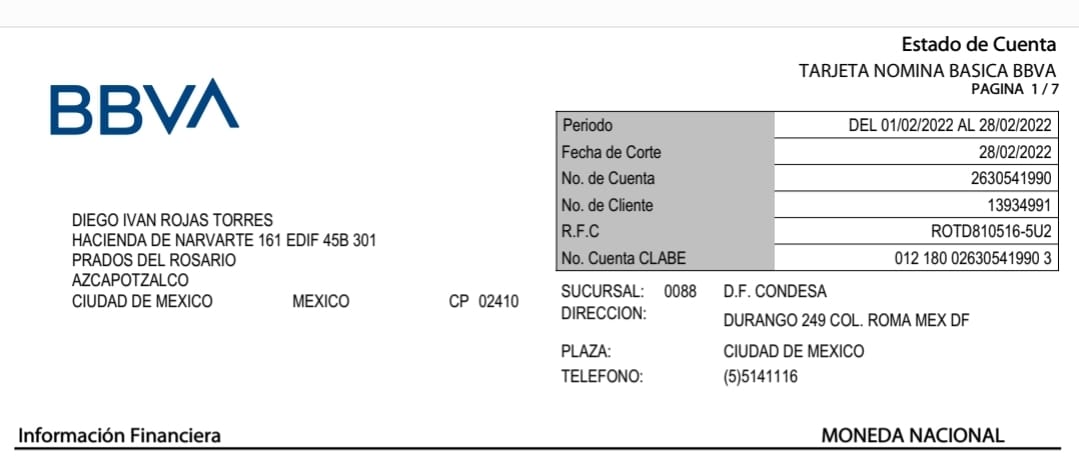 Estado de Cuenta
TARJETA NOMINA BASICA BBVA
PAGINA 1 / 7
BBVA
Periodo DEL 01/02/2022 AL 28/02/2022
Fecha de Corte 28/02/2022
No. de Cuenta 2630541990
No. de Cliente 13934991
R.F.C ROTD810516-5U2
No. Cuenta CLABE 012 180 02630541990 3
DIEGO IVAN ROJAS TORRES
HACIENDA DE NARVARTE 161 EDIF 45B 301
PRADOS DEL ROSARIO
AZCAPOTZALCO
CIUDAD DE MEXICO MEXICO CP 02410
SUCURSAL: 0088 D.F. CONDESA
DIRECCION: DURANGO 249 COL. ROMA MEX DF
PLAZA: CIUDAD DE MEXICO
TELEFONO: (5)5141116
Información Financiera MONEDA NACIONAL